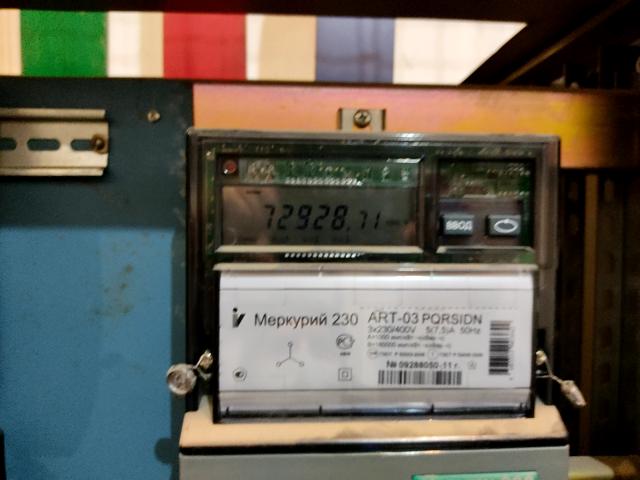 72928.71
ВВОД
Меркурий 230 ART-03 PQRSIDN
3x230/400V 5(7,5)A 50Hz
№ 09288050-11 г.